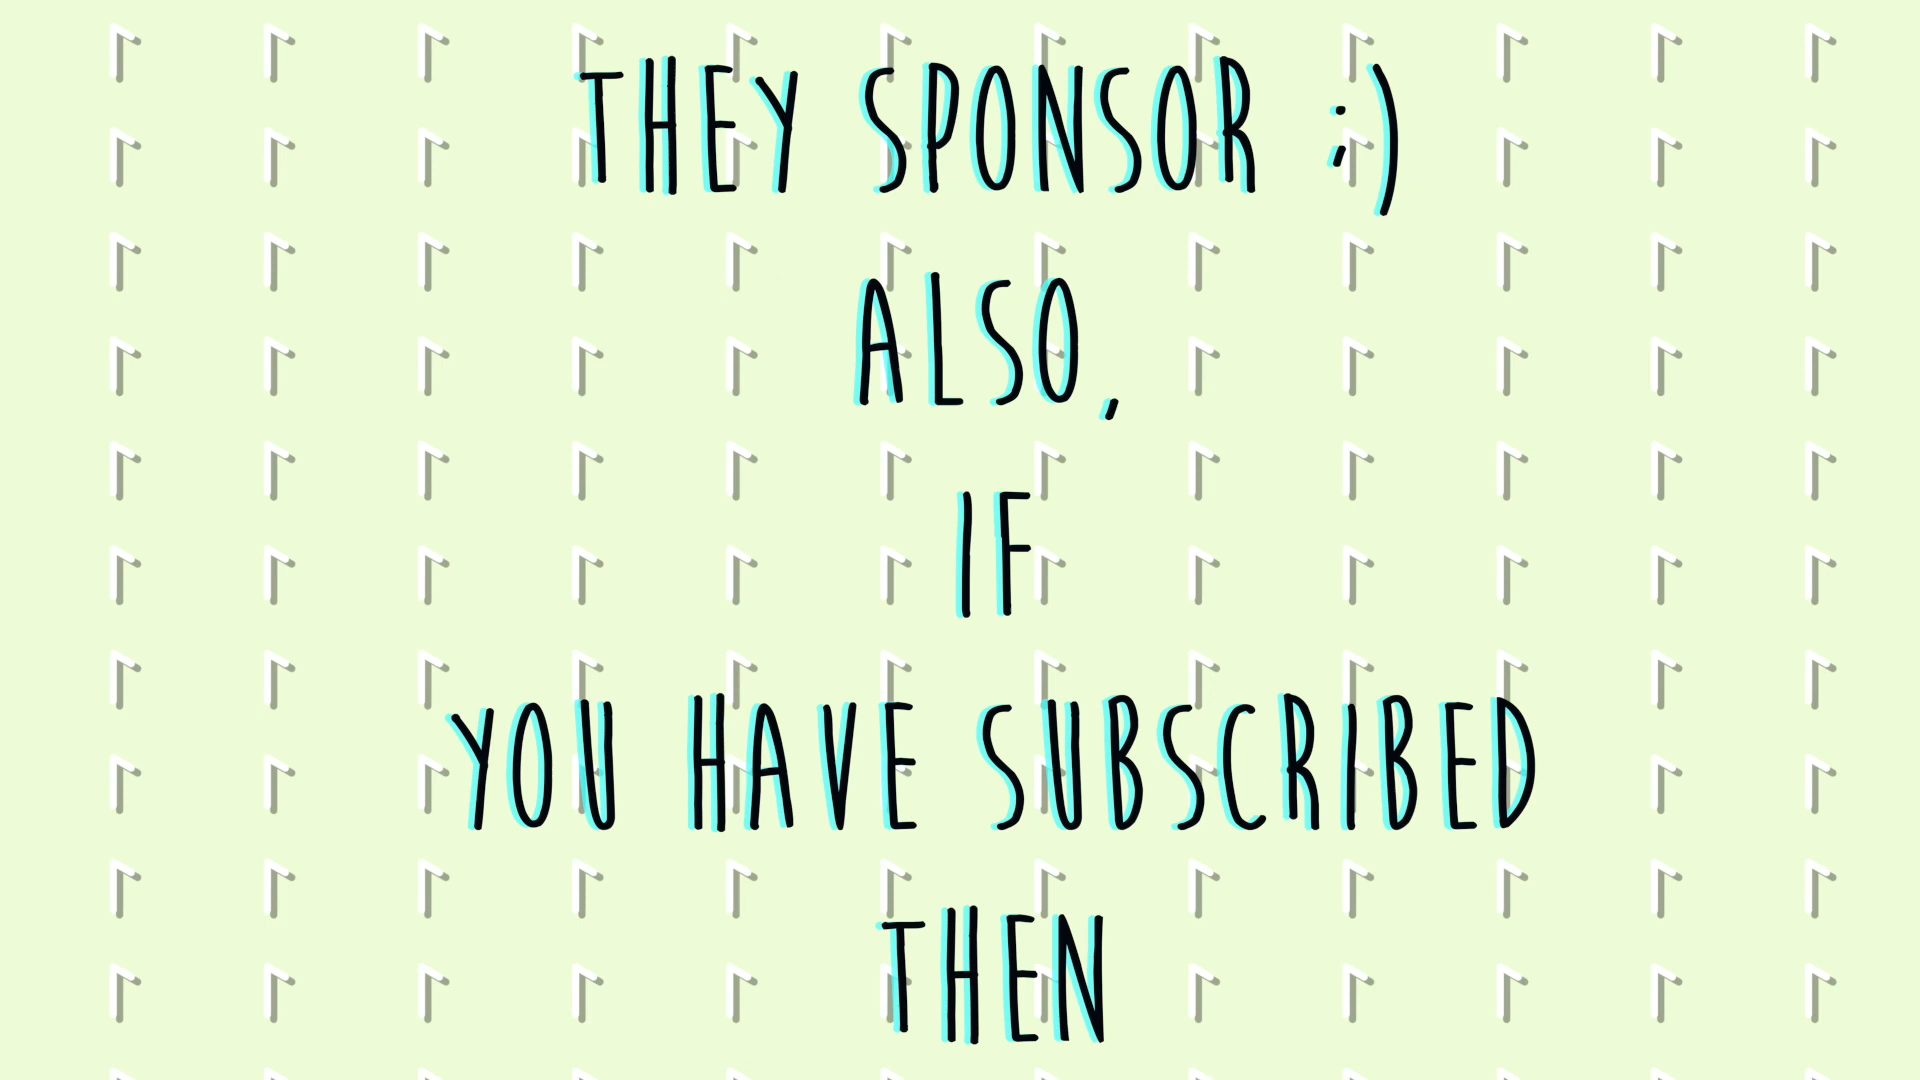 THEY SPONSOR ;)
ALSO,
IF
YOU HAVE SUBSCRIBED
THEN